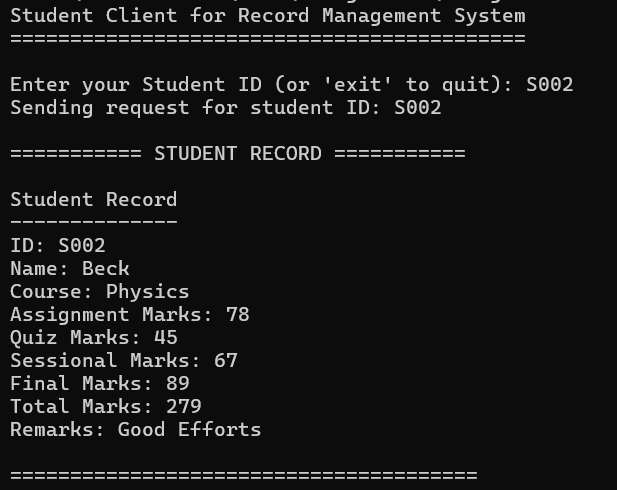 Student Client for Record Management System
===========================================
Enter your Student ID (or 'exit' to quit): S002
Sending request for student ID: S002
=========== STUDENT RECORD ===========
Student Record
--------------
ID: S002
Name: Beck
Course: Physics
Assignment Marks: 78
Quiz Marks: 45
Sessional Marks: 67
Final Marks: 89
Total Marks: 279
Remarks: Good Efforts
=======================================